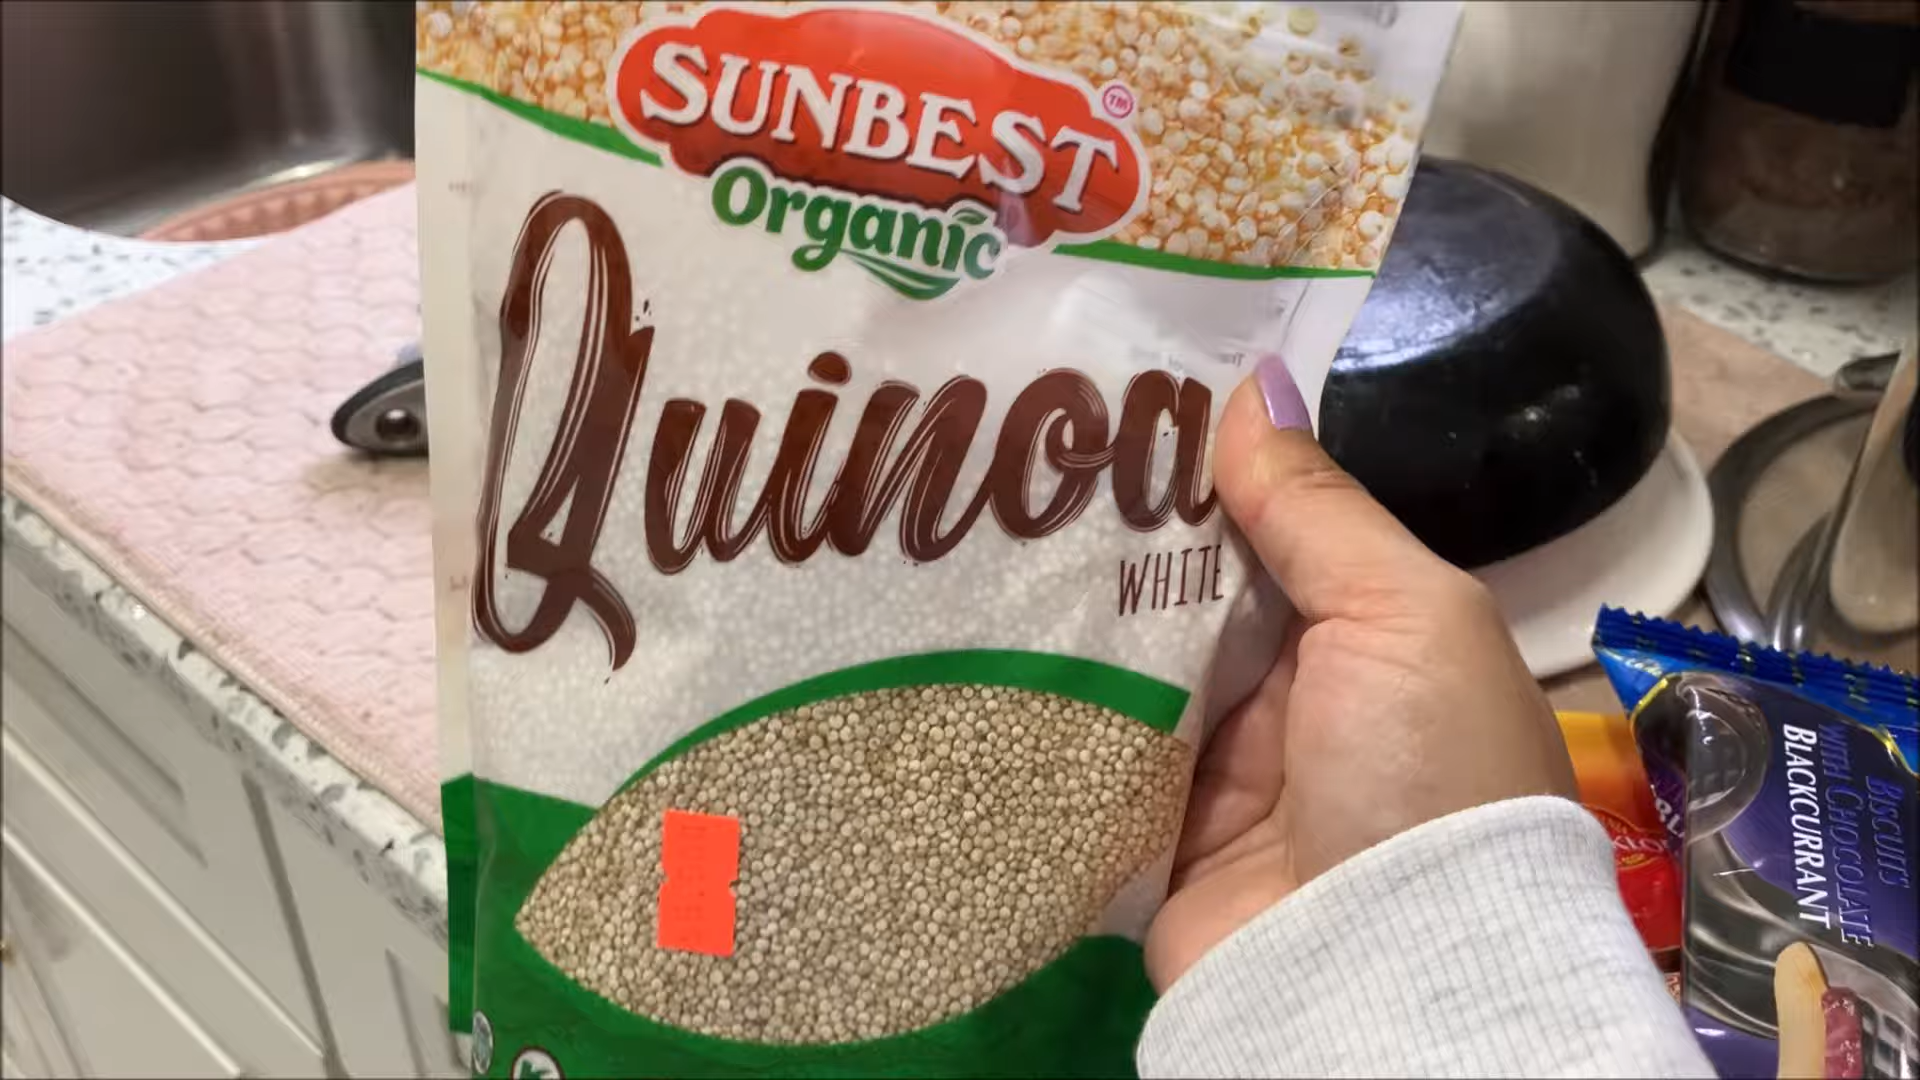 SUNBEST
TM
Organic
Quinoa
WHITE
BISCUITS
WITH CHOCOLATE
BLACKCURRANT